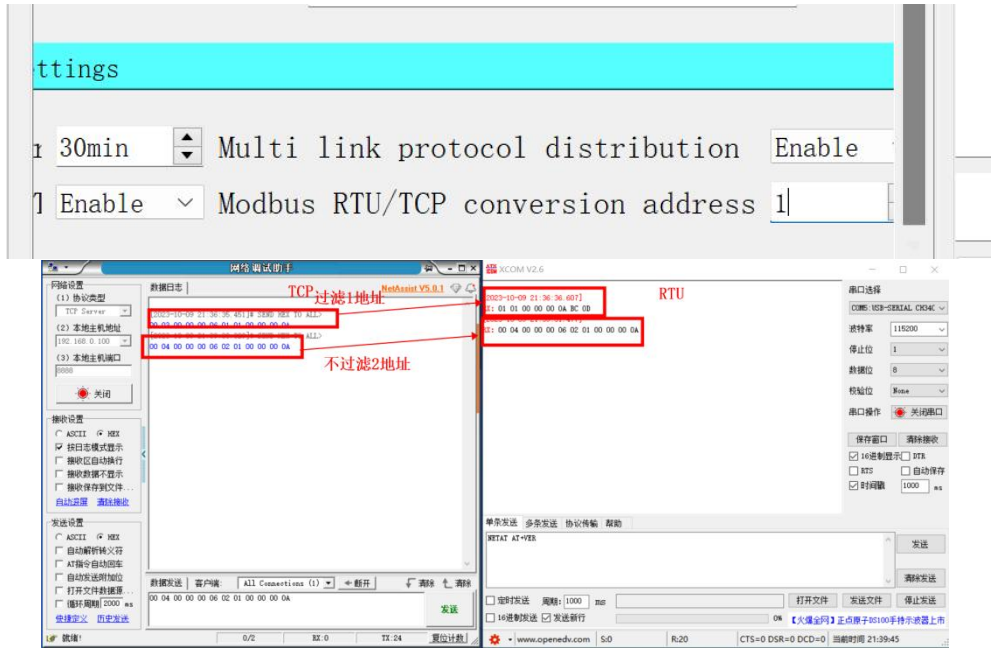 ttings
30min
Multi link protocol distribution
Enable
Enable
Modbus RTU/TCP conversion address
1
网络调试助手
网络设置
(1) 协议类型
TCP Server
(2) 本地主机地址
192.168.0.100
(3) 本地主机端口
8888
关闭
接收设置
ASCII
HEX
按日志模式显示
接收区自动换行
接收数据不显示
接收保存到文件...
自动滚屏
清除接收
发送设置
ASCII
HEX
自动解析转义符
AT指令自动回车
自动发送附加位
打开文件数据源...
循环周期 2000 ms
快捷定义
历史发送
就绪!
数据日志
NetAssist V5.0.1
TCP过滤1地址
[2023-10-09 21:36:35.451]# SEND HEX TO ALL>
00 03 00 00 00 06 01 01 00 00 00 0A
00 04 00 00 00 06 02 01 00 00 00 0A
不过滤2地址
数据发送
客户端:
All Connections (1)
断开
清除
清除
00 04 00 00 00 06 02 01 00 00 00 0A
发送
0/2
RX:0
TX:24
复位计数
XCOM V2.6
2023-10-09 21:36:36.607]
X: 01 01 00 00 00 0A BC 0D
X: 00 04 00 00 00 06 02 01 00 00 00 0A
RTU
串口选择
COM5:USB-SERIAL CH34C
波特率
115200
停止位
1
数据位
8
校验位
None
串口操作
关闭串口
保存窗口
清除接收
16进制显示
DTR
RTS
自动保存
时间戳
1000 ms
单条发送
多条发送
协议传输
帮助
NETAT AT+VER
发送
清除发送
定时发送
周期: 1000 ms
打开文件
发送文件
停止发送
16进制发送
发送新行
0%
【火爆全网】正点原子DS100手持示波器上市
www.openedv.com
S:0
R:20
CTS=0 DSR=0 DCD=0
当前时间 21:39:45